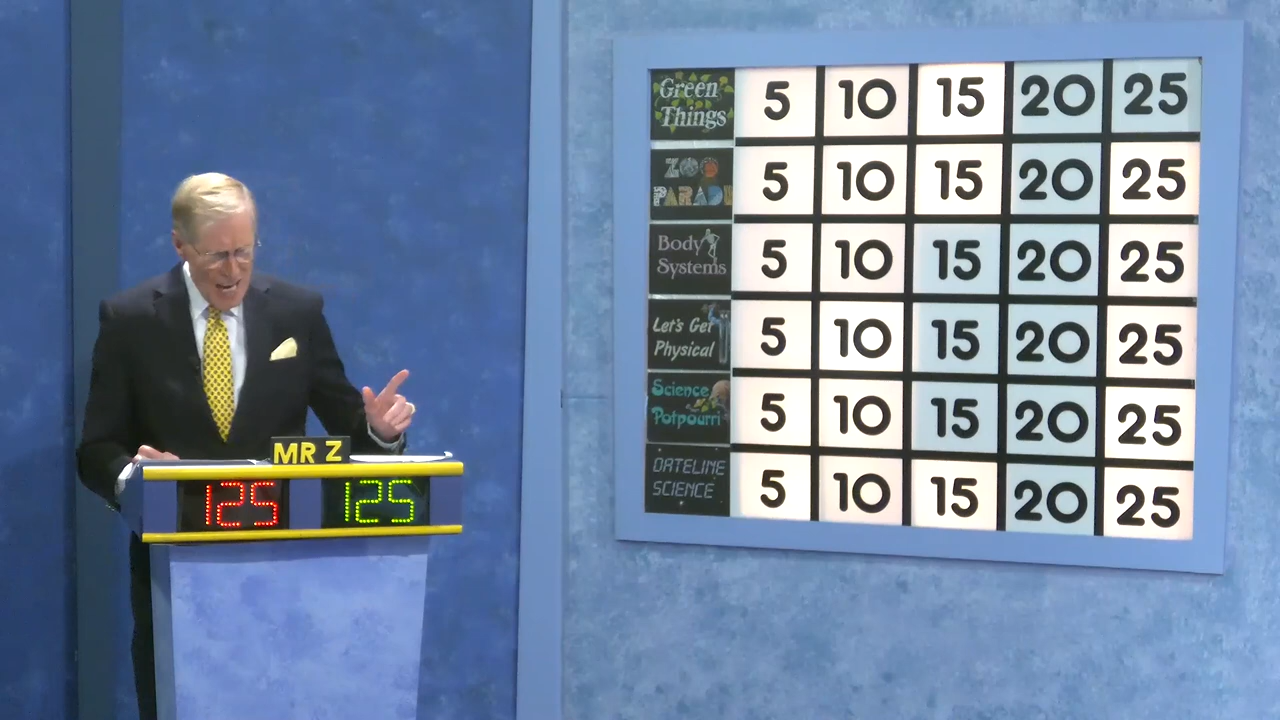 Green Things 5 10 15 20 25
ZOO PARADE 5 10 15 20 25
Body Systems 5 10 15 20 25
Let's Get Physical 5 10 15 20 25
Science Potpourri 5 10 15 20 25
DATELINE SCIENCE 5 10 15 20 25
MR Z
125 125